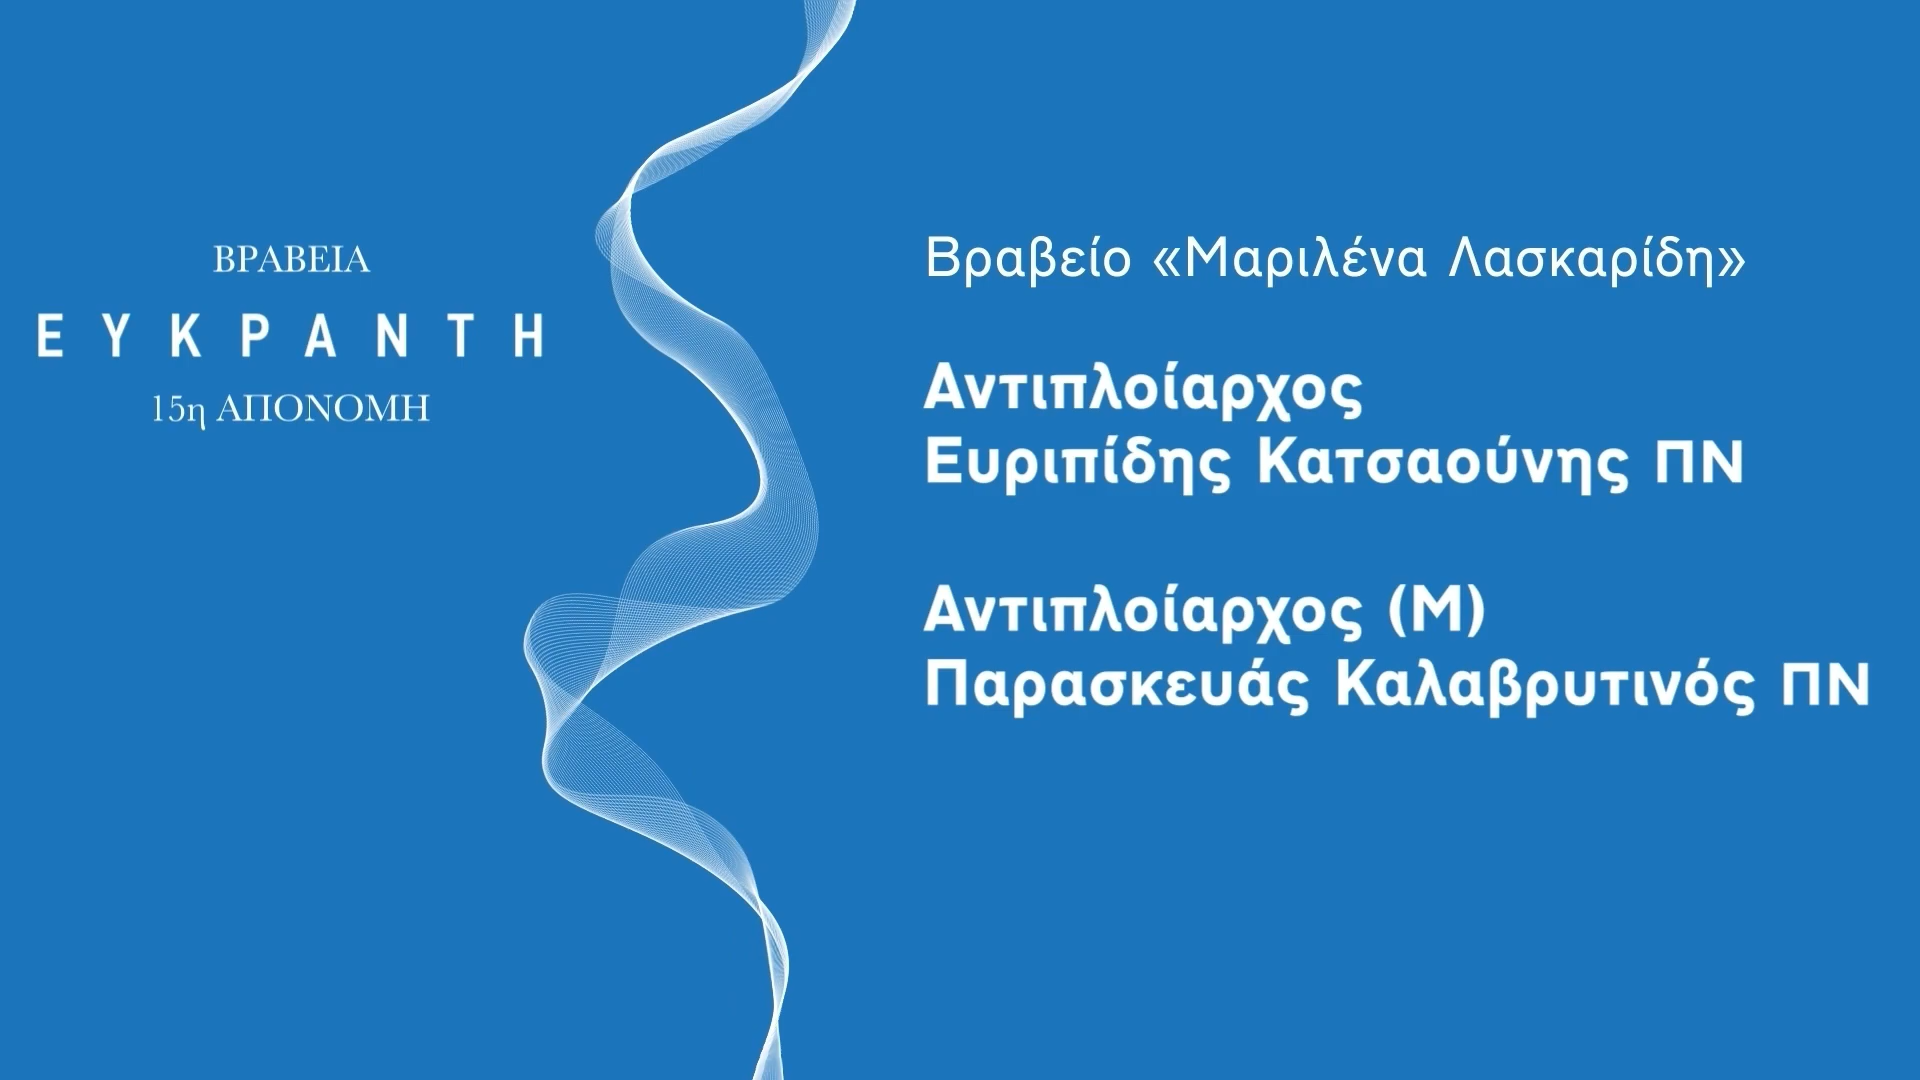 ΒΡΑΒΕΙΑ
ΕΥΚΡΑΝΤΗ
15η ΑΠΟΝΟΜΗ
Βραβείο «Μαριλένα Λασκαρίδη»
Αντιπλοίαρχος
Ευριπίδης Κατσαούνης ΠΝ
Αντιπλοίαρχος (Μ)
Παρασκευάς Καλαβρυτινός ΠΝ